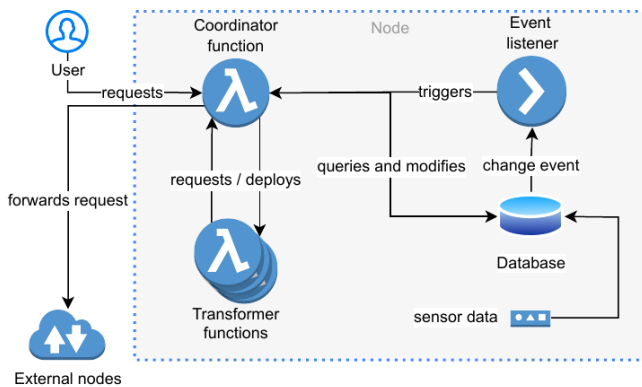 Coordinator
function
Node
Event
listener
User
requests
triggers
queries and modifies
change event
requests / deploys
forwards request
Database
Transformer
functions
sensor data
External nodes